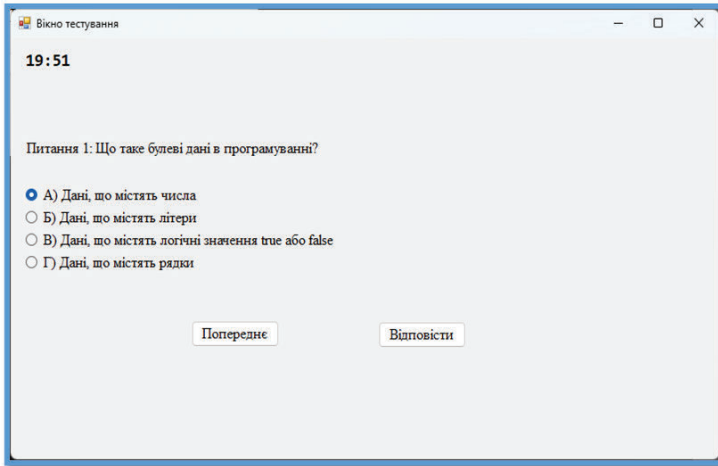 Вікно тестування
19:51
Питання 1: Що таке булеві дані в програмуванні?
А) Дані, що містять числа
Б) Дані, що містять літери
В) Дані, що містять логічні значення true або false
Г) Дані, що містять рядки
Попереднє
Відповісти